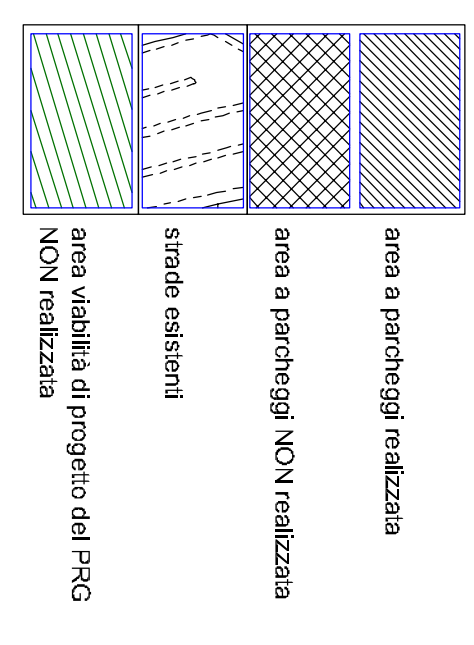 area a parcheggi realizzata
area a parcheggi NON realizzata
strade esistenti
area viabilità di progetto del PRG
NON realizzata